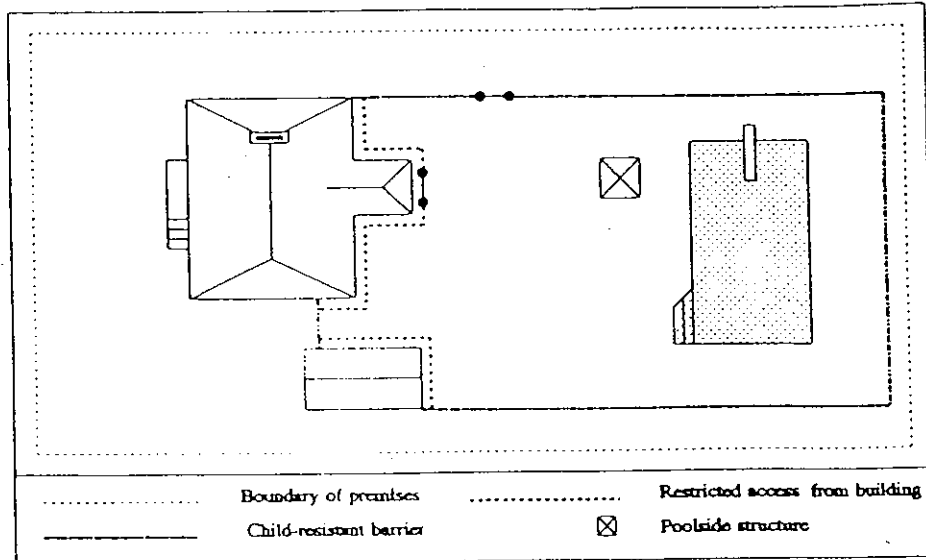 Boundary of premises
Restricted access from building
Child-resistant barrier
Poolside structure